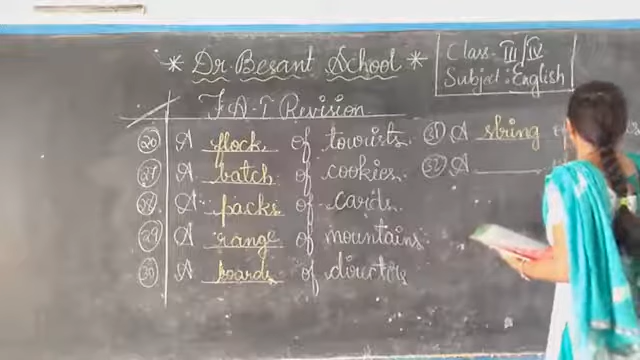 * Dr. Besant School *
Class: III/IV
Subject: English
F.A-1 Revision
26 A flock of tourists.
27 A batch of cookies.
28 A packs of cards.
29 A range of mountains
30 A boards of directors
31 A string
32 A